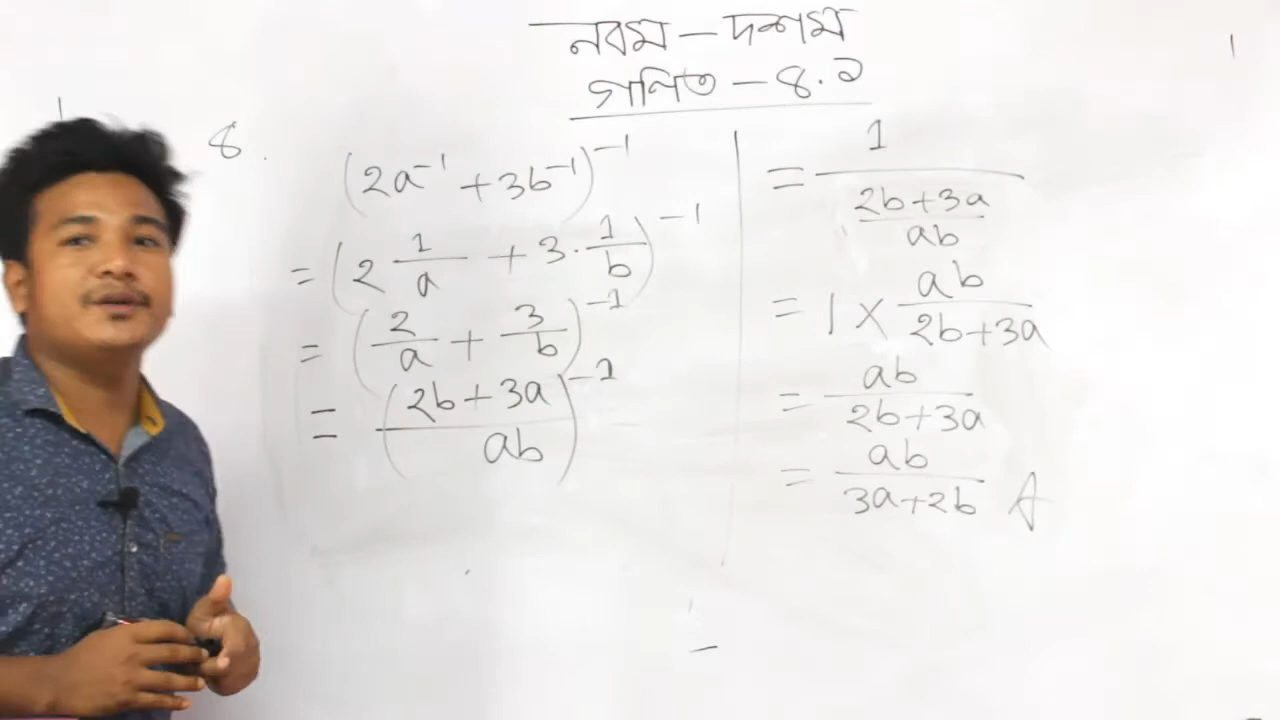 নবম - দশম
গণিত - ৪.১
৪.
(2a⁻¹ + 3b⁻¹)⁻¹
= (2 1/a + 3 · 1/b)⁻¹
= (2/a + 3/b)⁻¹
= ((2b + 3a)/ab)⁻¹
= 1/((2b+3a)/ab)
= 1 × ab/(2b+3a)
= ab/(2b+3a)
= ab/(3a+2b) A